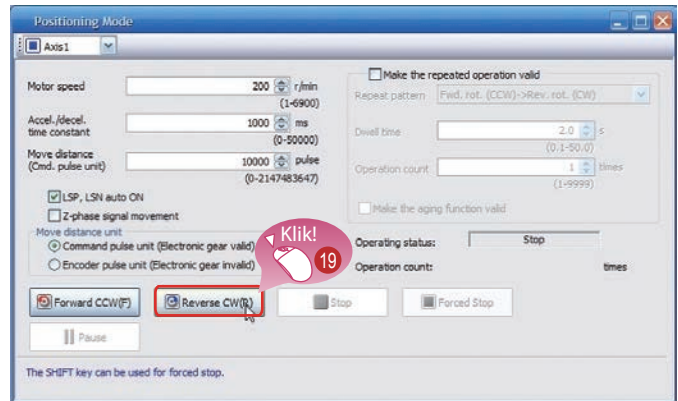 Positioning Mode
Axis1
Motor speed 200 r/min
(1-6900)
Accel./decel.
time constant 1000 ms
(0-50000)
Move distance
(Cmd. pulse unit) 10000 pulse
(0-2147483647)
LSP, LSN auto ON
Z-phase signal movement
Move distance unit
Command pulse unit (Electronic gear valid)
Encoder pulse unit (Electronic gear invalid)
Make the repeated operation valid
Repeat pattern Fwd. rot. (CCW)->Rev. rot. (CW)
Dwell time 2.0 s
(0.1-50.0)
Operation count 1 times
(1-9999)
Make the aging function valid
Klik!
19
Operating status: Stop
Operation count: times
Forward CCW(F) Reverse CW(R) Stop Forced Stop
Pause
The SHIFT key can be used for forced stop.